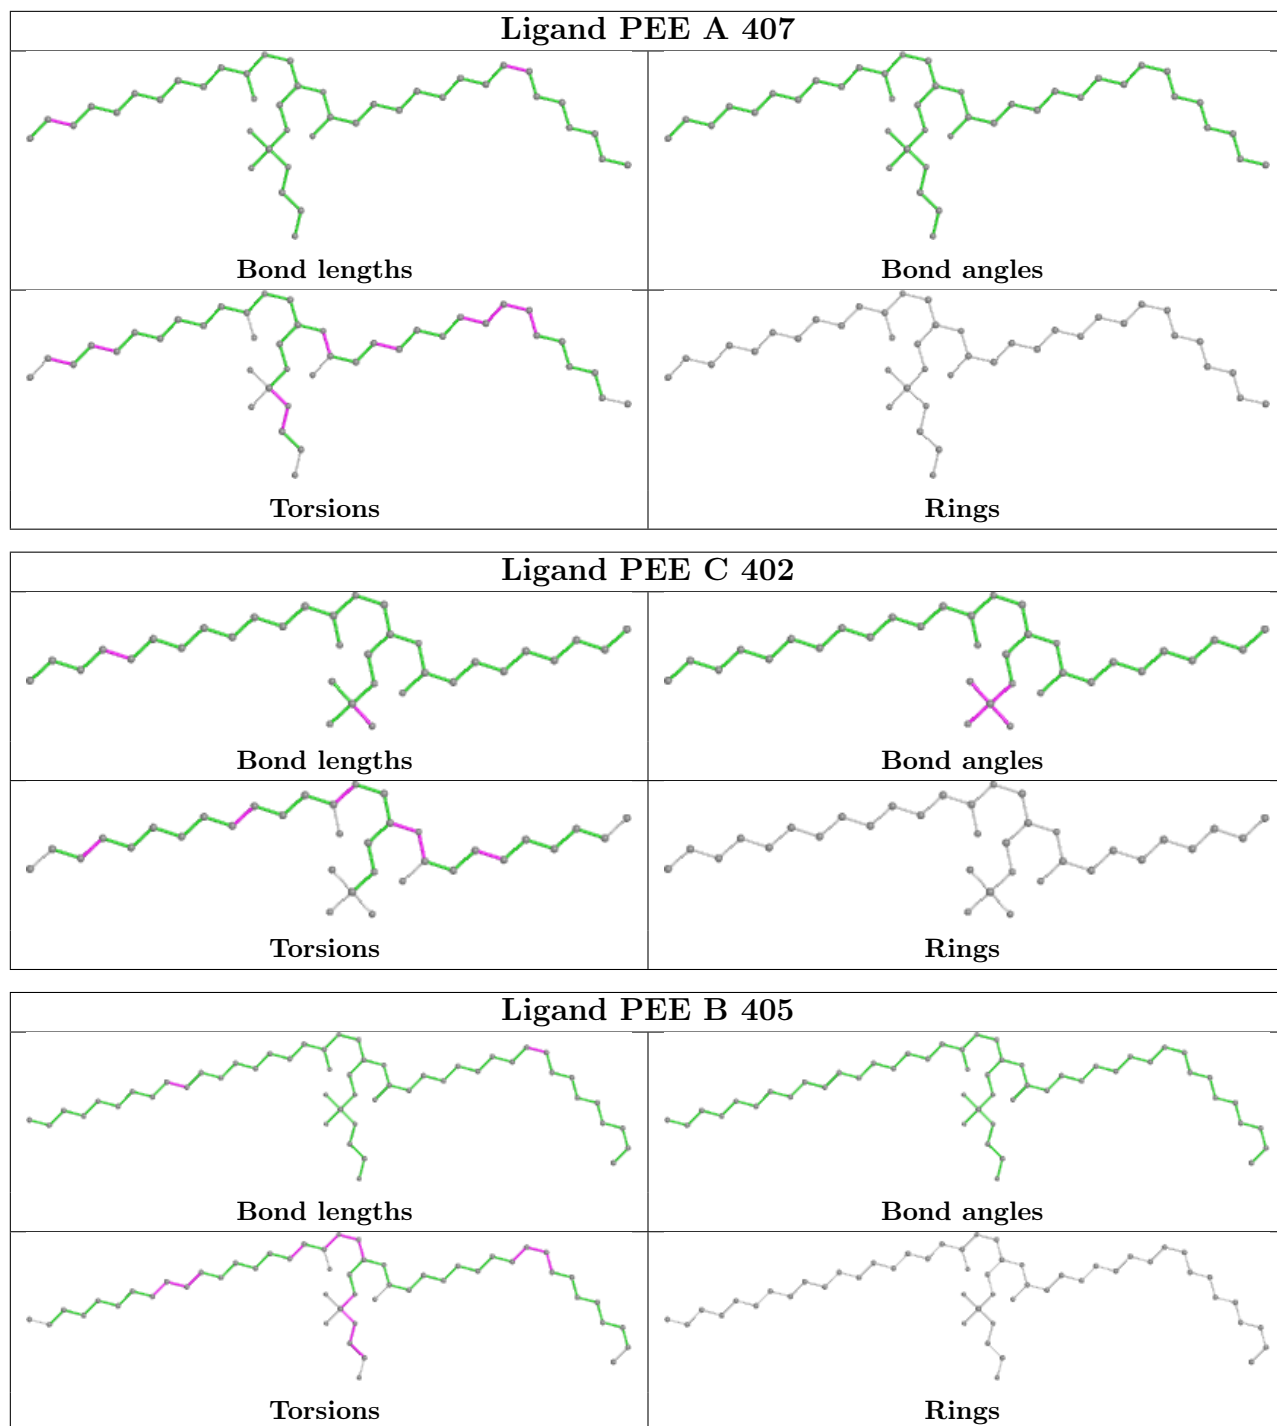 Ligand PEE A 407
Bond lengths
Bond angles
Torsions
Rings
Ligand PEE C 402
Bond lengths
Bond angles
Torsions
Rings
Ligand PEE B 405
Bond lengths
Bond angles
Torsions
Rings